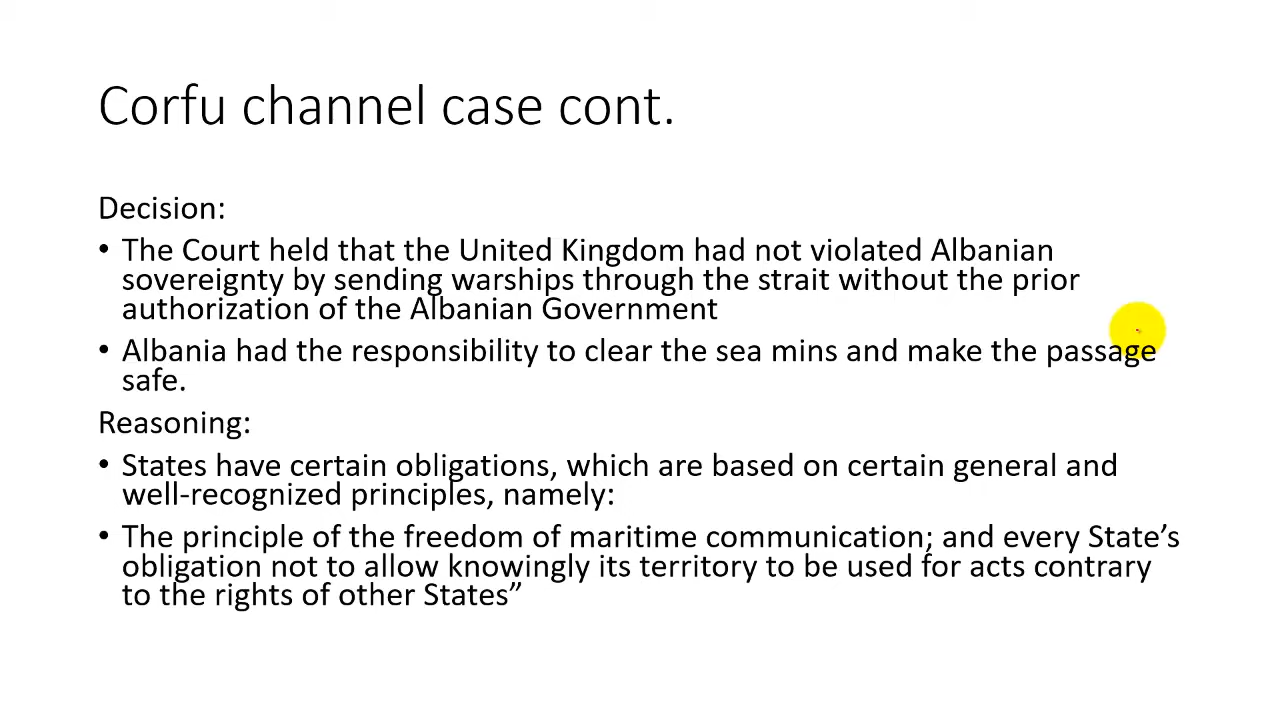 Corfu channel case cont.
Decision:
• The Court held that the United Kingdom had not violated Albanian
sovereignty by sending warships through the strait without the prior
authorization of the Albanian Government
• Albania had the responsibility to clear the sea mins and make the passage
safe.
Reasoning:
• States have certain obligations, which are based on certain general and
well-recognized principles, namely:
• The principle of the freedom of maritime communication; and every State’s
obligation not to allow knowingly its territory to be used for acts contrary
to the rights of other States”